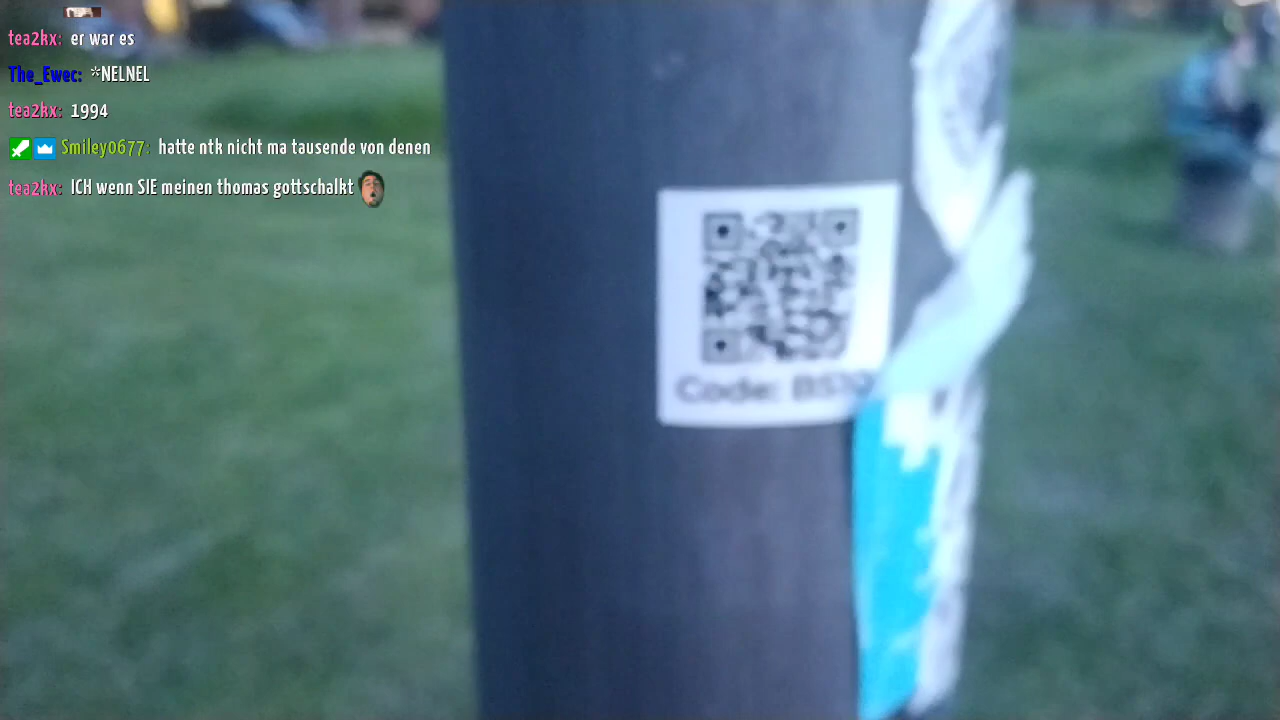 tea2kx: er war es
The_Ewec: *NELNEL
tea2kx: 1994
Smiley0677: hatte ntk nicht ma tausende von denen
tea2kx: ICH wenn SIE meinen thomas gottschalkt
Code: